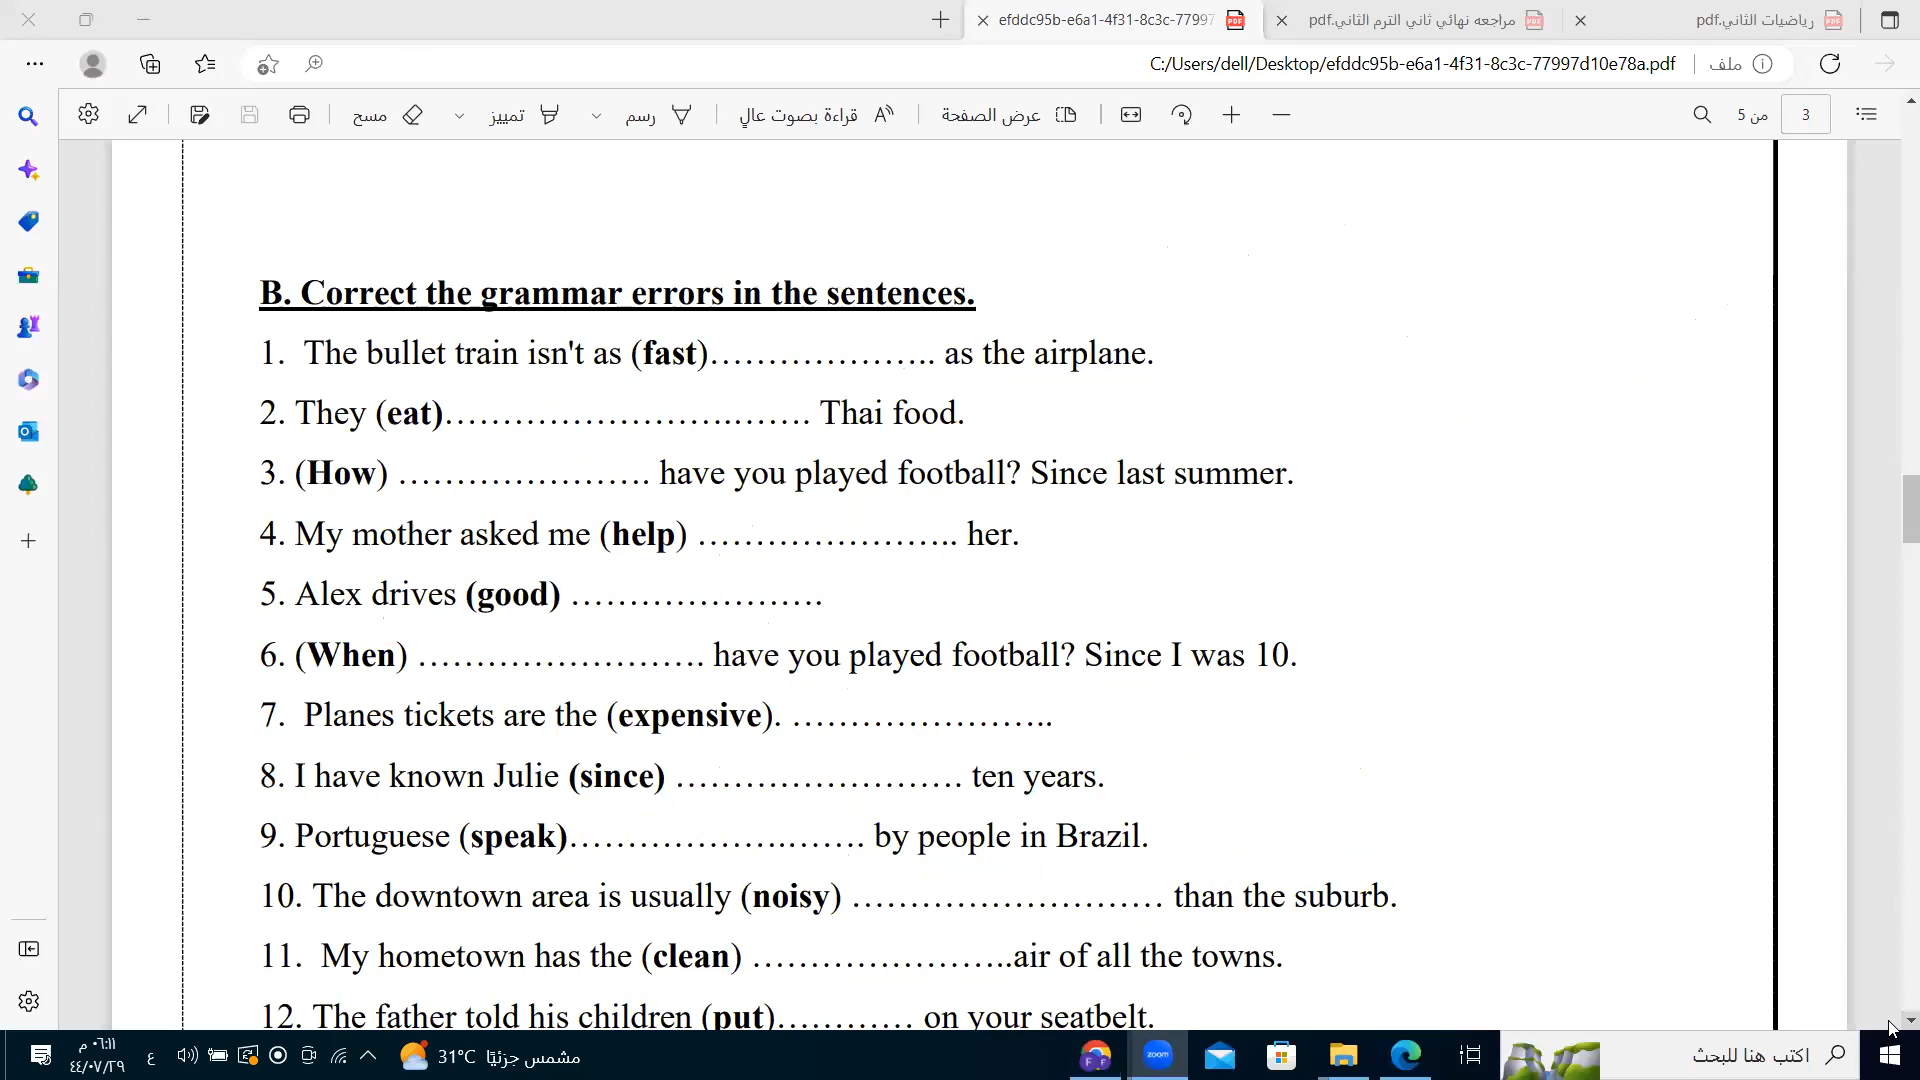 efddc95b-e6a1-4f31-8c3c-77997
مراجعه نهائي ثاني الترم الثاني.pdf
رياضيات الثاني.pdf
C:/Users/dell/Desktop/efddc95b-e6a1-4f31-8c3c-77997d10e78a.pdf
ملف
مسح
تمييز
رسم
قراءة بصوت عالٍ
عرض الصفحة
من 5
3
B. Correct the grammar errors in the sentences.
1. The bullet train isn't as (fast)………………….. as the airplane.
2. They (eat)…………………….……. Thai food.
3. (How) …………………. have you played football? Since last summer.
4. My mother asked me (help) ………………….. her.
5. Alex drives (good) ………………….
6. (When) ……………………. have you played football? Since I was 10.
7. Planes tickets are the (expensive). …………………..
8. I have known Julie (since) ……………………. ten years.
9. Portuguese (speak)……………….……. by people in Brazil.
10. The downtown area is usually (noisy) ……………………… than the suburb.
11. My hometown has the (clean) …………………..air of all the towns.
12. The father told his children (put)………… on your seatbelt.
٠٦:١١ م
٤٤/٠٧/٢٩
ع
31°C مشمس جزئيًا
zoom
اكتب هنا للبحث